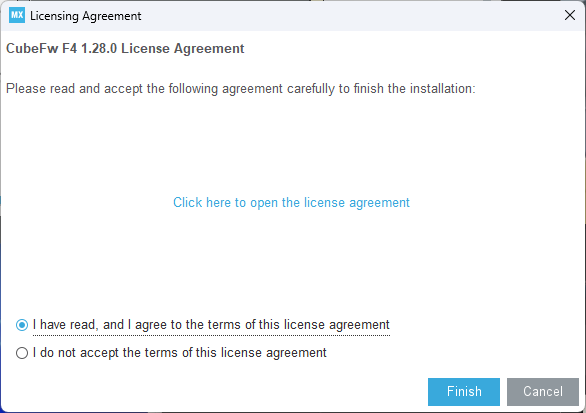 MX Licensing Agreement
CubeFw F4 1.28.0 License Agreement
Please read and accept the following agreement carefully to finish the installation:
Click here to open the license agreement
I have read, and I agree to the terms of this license agreement
I do not accept the terms of this license agreement
Finish Cancel